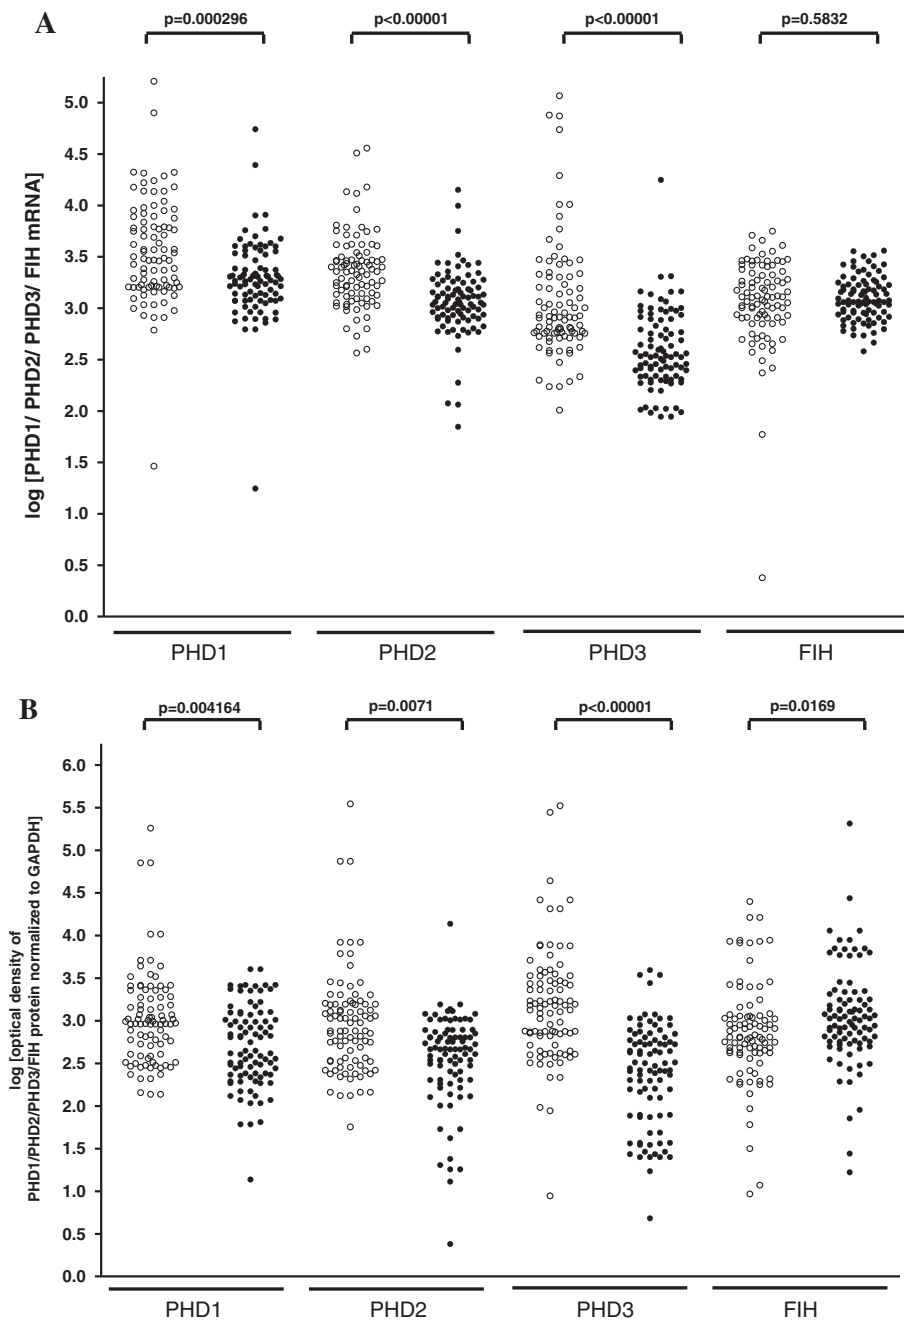 A
p=0.000296 p<0.00001 p<0.00001 p=0.5832
log [PHD1/ PHD2/ PHD3/ FIH mRNA]
5.0
4.5
4.0
3.5
3.0
2.5
2.0
1.5
1.0
0.5
0.0
PHD1 PHD2 PHD3 FIH
B
p=0.004164 p=0.0071 p<0.00001 p=0.0169
log [optical density of
PHD1/PHD2/PHD3/FIH protein normalized to GAPDH]
6.0
5.5
5.0
4.5
4.0
3.5
3.0
2.5
2.0
1.5
1.0
0.5
0.0
PHD1 PHD2 PHD3 FIH